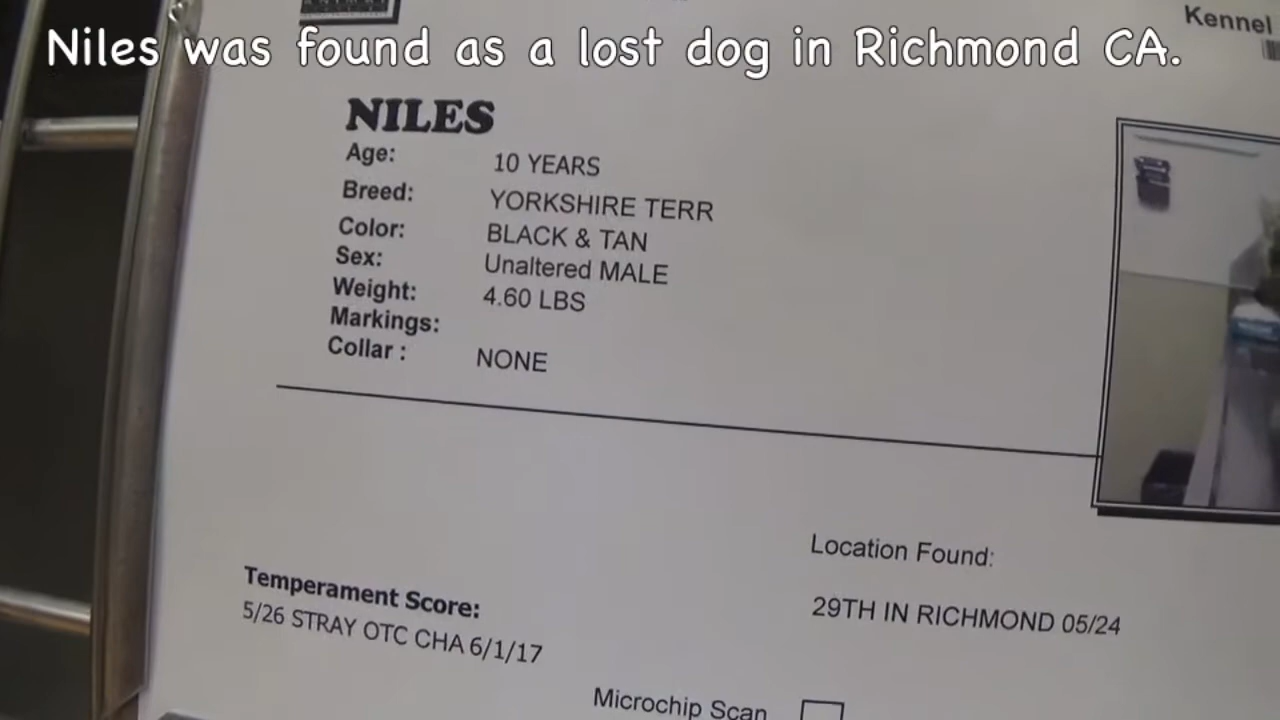 Kennel
Niles was found as a lost dog in Richmond CA.
NILES
Age: 10 YEARS
Breed: YORKSHIRE TERR
Color: BLACK & TAN
Sex: Unaltered MALE
Weight: 4.60 LBS
Markings:
Collar : NONE
Location Found:
29TH IN RICHMOND 05/24
Temperament Score:
5/26 STRAY OTC CHA 6/1/17
Microchip Scan